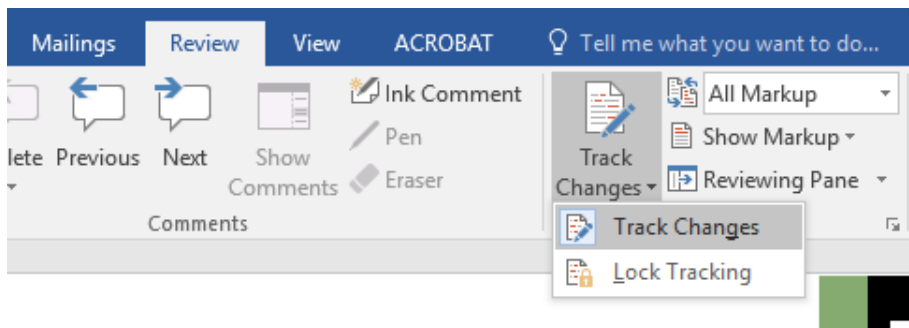 Mailings Review View ACROBAT Tell me what you want to do...
Ink Comment
Pen
Eraser
lete Previous Next Show Comments
Comments
Track Changes
All Markup
Show Markup
Reviewing Pane
Track Changes
Lock Tracking